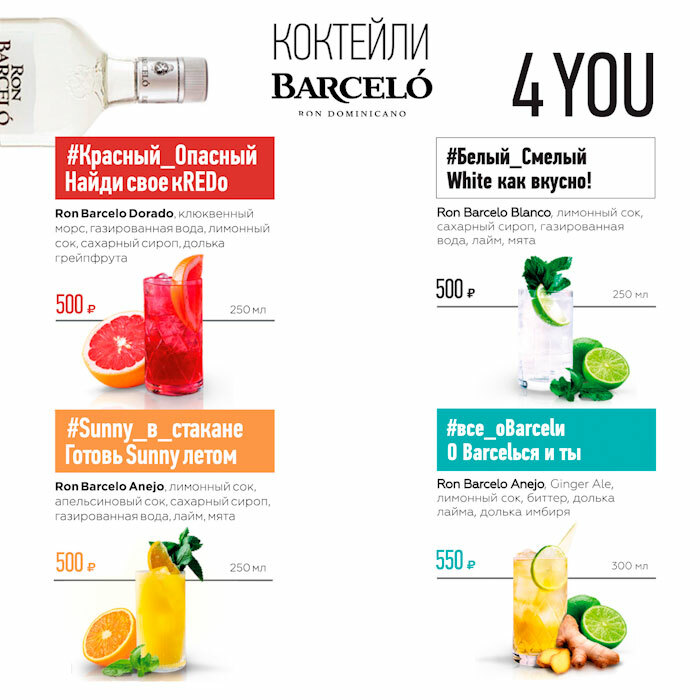 RON
BARCELÓ
КОКТЕЙЛИ
BARCELÓ
RON DOMINICANO
4 YOU
#Красный_Опасный
Найди свое кREDо
Ron Barcelo Dorado, клюквенный
морс, газированная вода, лимонный
сок, сахарный сироп, долька
грейпфрута
500 ₽
250 мл
#Белый_Смелый
White как вкусно!
Ron Barcelo Blanco, лимонный сок,
сахарный сироп, газированная
вода, лайм, мята
500 ₽
250 мл
#Sunny_в_стакане
Готовь Sunny летом
Ron Barcelo Anejo, лимонный сок,
апельсиновый сок, сахарный сироп,
газированная вода, лайм, мята
500 ₽
250 мл
#все_оBarcelи
О Barcelься и ты
Ron Barcelo Anejo, Ginger Ale,
лимонный сок, биттер, долька
лайма, долька имбиря
550 ₽
300 мл